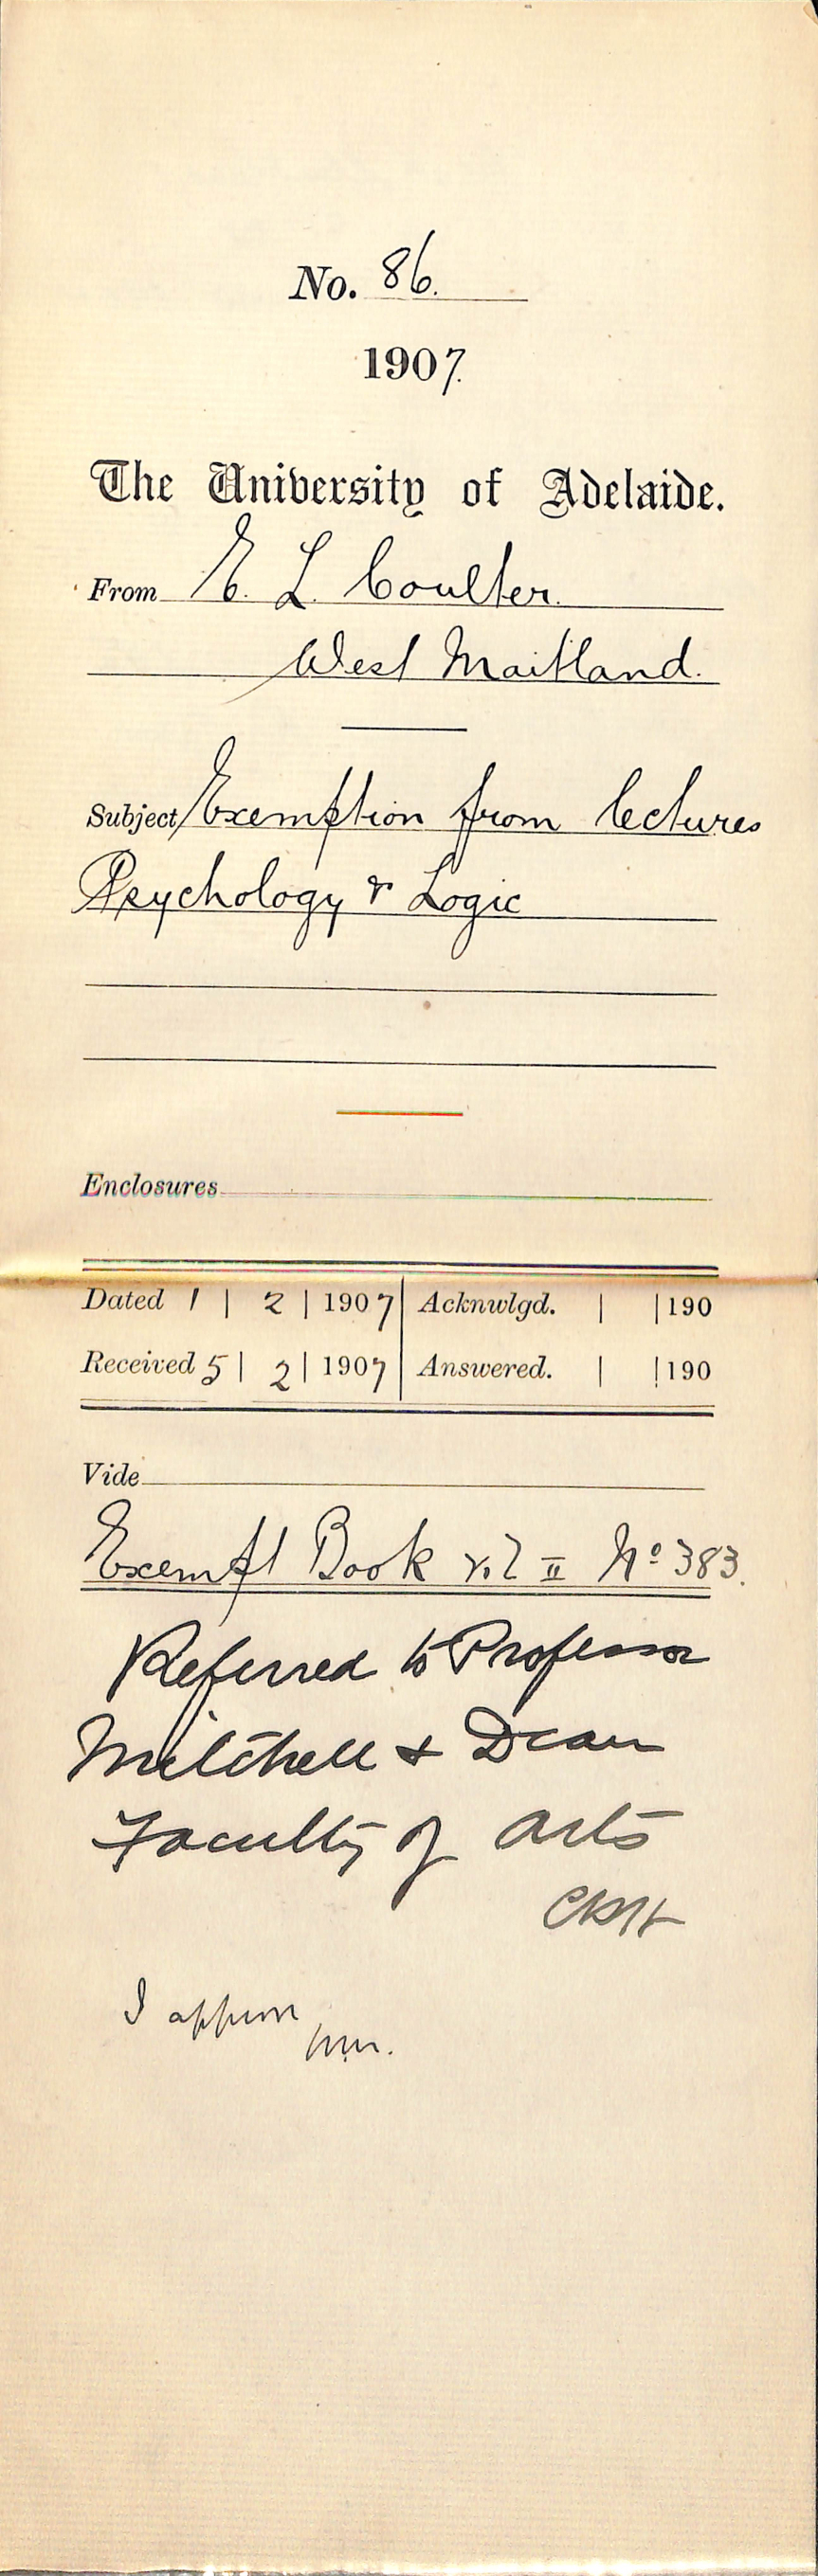 No. 86.
1907.
The University of Adelaide.
From E. L. Coulter.
West Maitland.
Subject Exemption from lectures
Psychology & Logic
Enclosures
Dated 1 | 2 | 1907 | Acknwlgd. | | 190
Received 5 | 2 | 1907 | Answered. | | 190
Vide
Exempt Book vol II No 383.
Referred to Professor
Mitchell & Dean
Faculty of Arts
I approve